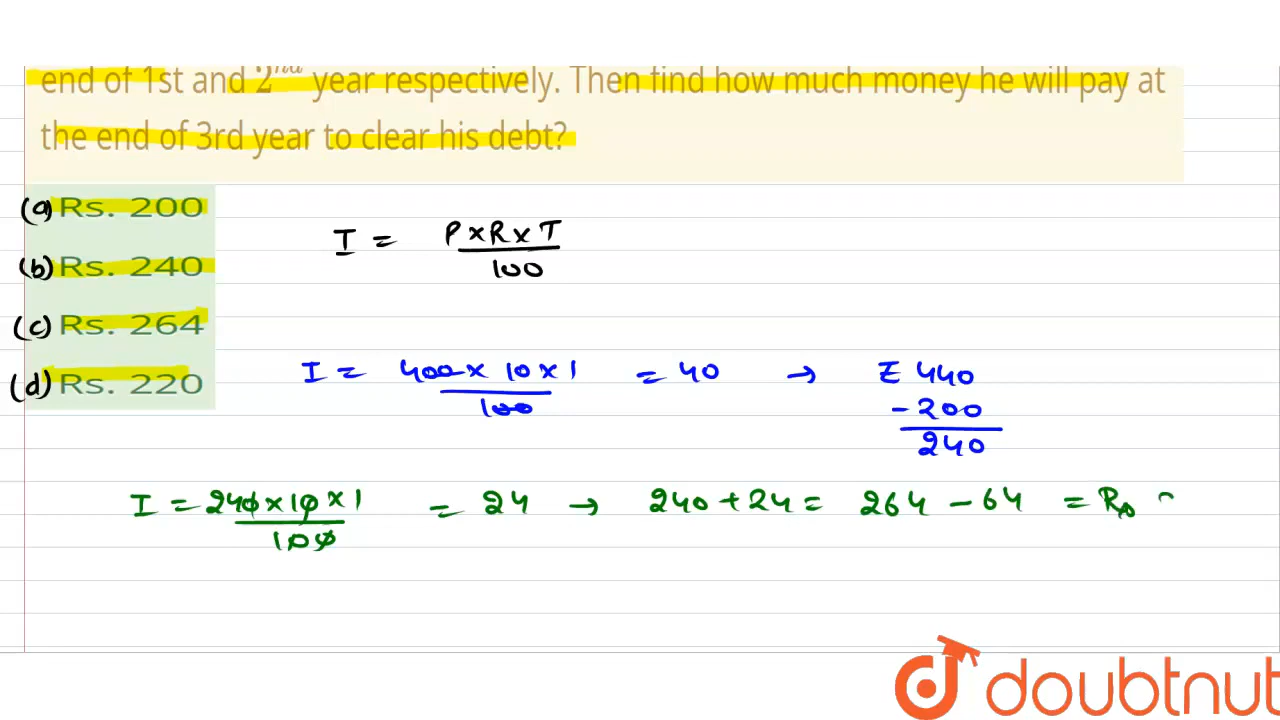 end of 1st and 2nd year respectively. Then find how much money he will pay at
the end of 3rd year to clear his debt?
(a) Rs. 200
(b) Rs. 240
(c) Rs. 264
(d) Rs. 220
I = P×R×T
100
I = 400× 10 × 1 = 40 → ₹ 440
100
- 200
240
I = 240×10×1 = 24 → 240 + 24 = 264 - 64 = Rs
100
doubtnut